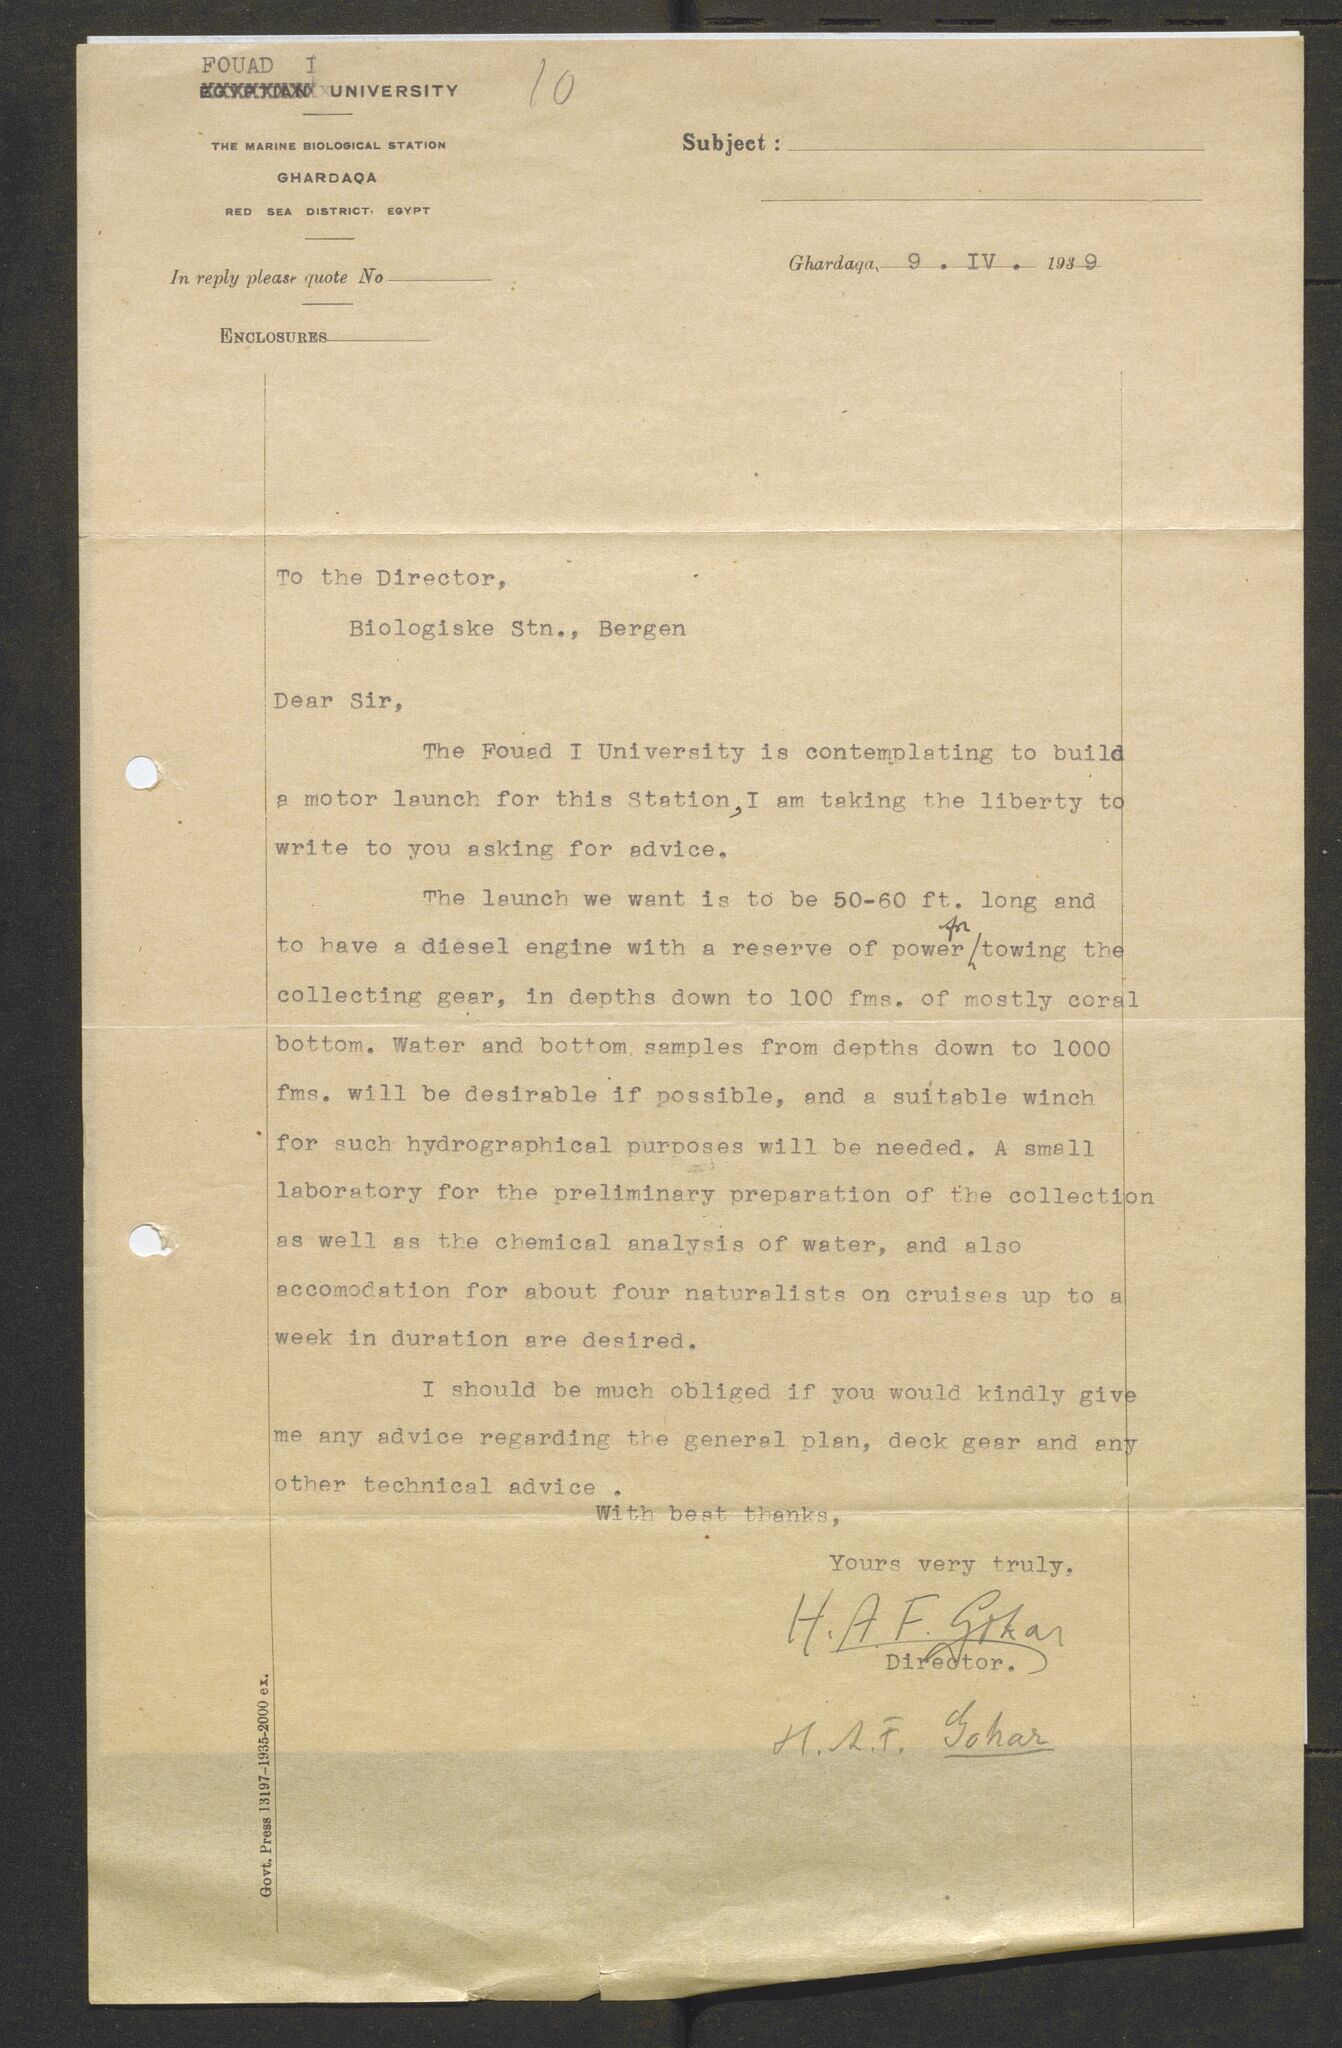 FOUAD I
EGYPTIAN UNIVERSITY
10
THE MARINE BIOLOGICAL STATION
GHARDAQA
RED SEA DISTRICT, EGYPT
Subject :
In reply please quote No
Ghardaqa, 9 . IV . 1939
ENCLOSURES
To the Director,
Biologiske Stn., Bergen
Dear Sir,
The Fouad I University is contemplating to build
a motor launch for this Station, I am taking the liberty to
write to you asking for advice.
The launch we want is to be 50-60 ft. long and
to have a diesel engine with a reserve of power for towing the
collecting gear, in depths down to 100 fms. of mostly coral
bottom. Water and bottom samples from depths down to 1000
fms. will be desirable if possible, and a suitable winch
for such hydrographical purposes will be needed. A small
laboratory for the preliminary preparation of the collection
as well as the chemical analysis of water, and also
accomodation for about four naturalists on cruises up to a
week in duration are desired.
I should be much obliged if you would kindly give
me any advice regarding the general plan, deck gear and any
other technical advice .
With best thanks,
Yours very truly,
H. A. F. Gohar
Director.
H. A. F. Gohar
Govt. Press 13197-1935-2000 ex.